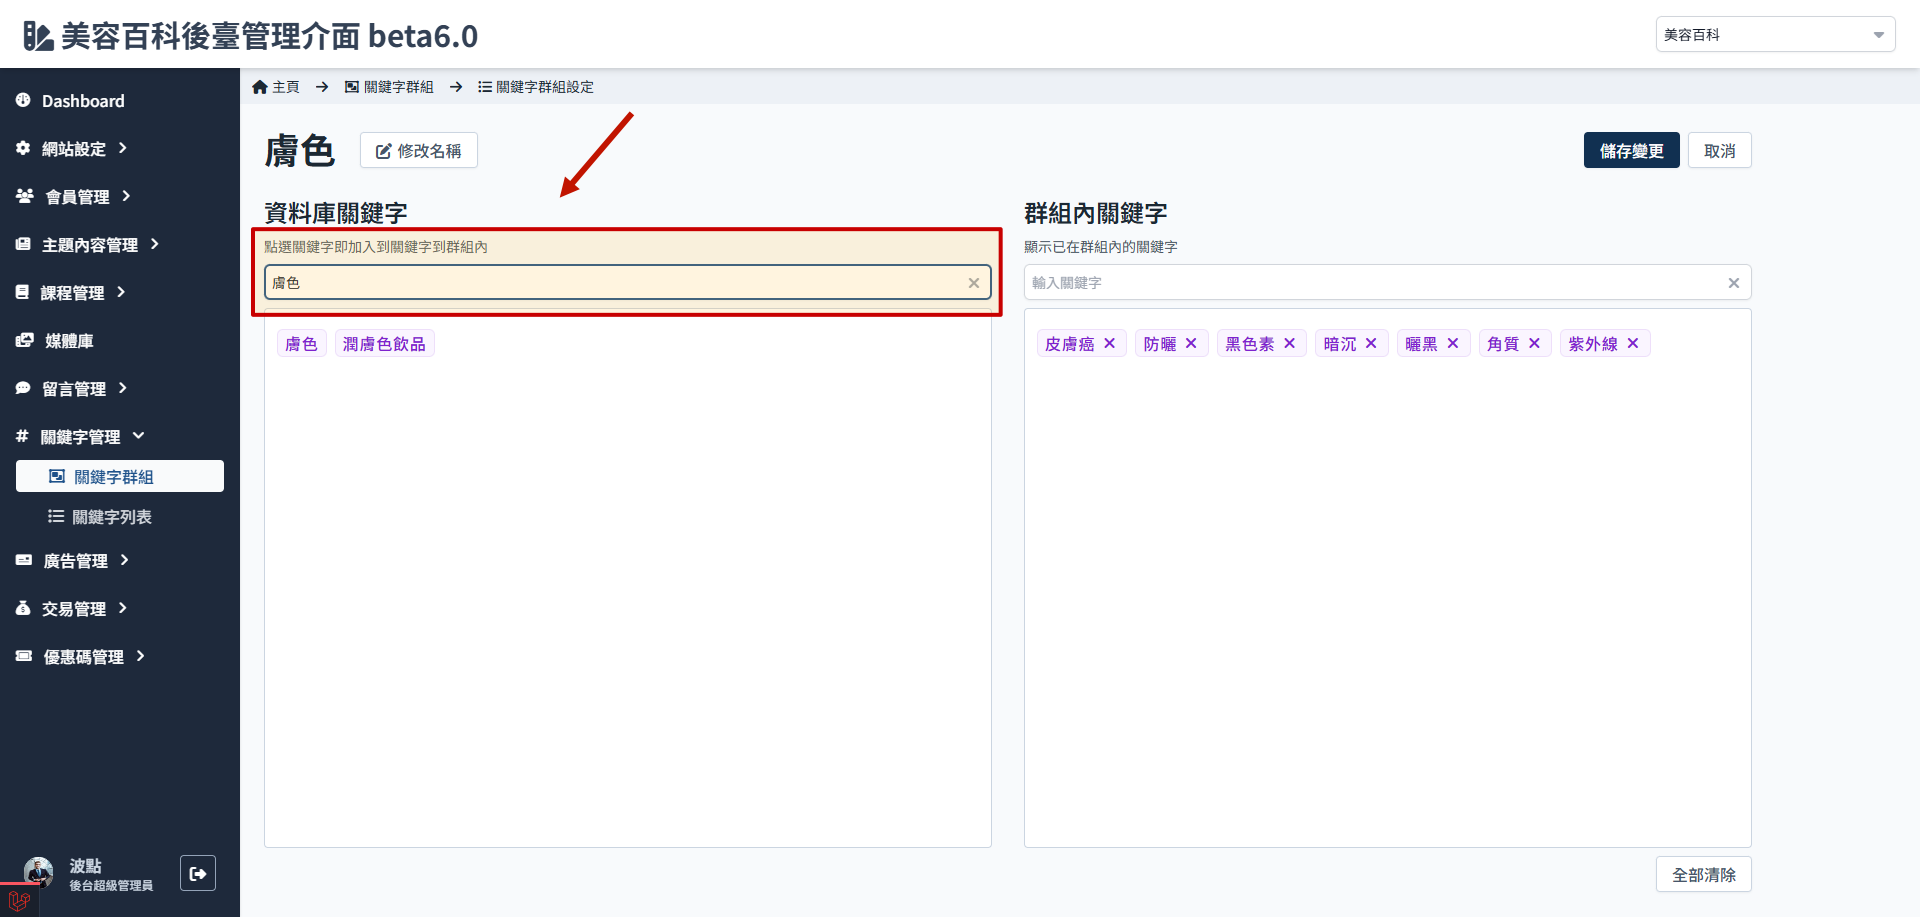 美容百科後臺管理介面 beta6.0
美容百科
Dashboard
網站設定
會員管理
主題內容管理
課程管理
媒體庫
留言管理
關鍵字管理
關鍵字群組
關鍵字列表
廣告管理
交易管理
優惠碼管理
波點
後台超級管理員
主頁 → 關鍵字群組 → 關鍵字群組設定
膚色 修改名稱
儲存變更 取消
資料庫關鍵字
點選關鍵字即加入到關鍵字到群組內
膚色
膚色 潤膚色飲品
群組內關鍵字
顯示已在群組內的關鍵字
輸入關鍵字
皮膚癌 防曬 黑色素 暗沉 曬黑 角質 紫外線
全部清除